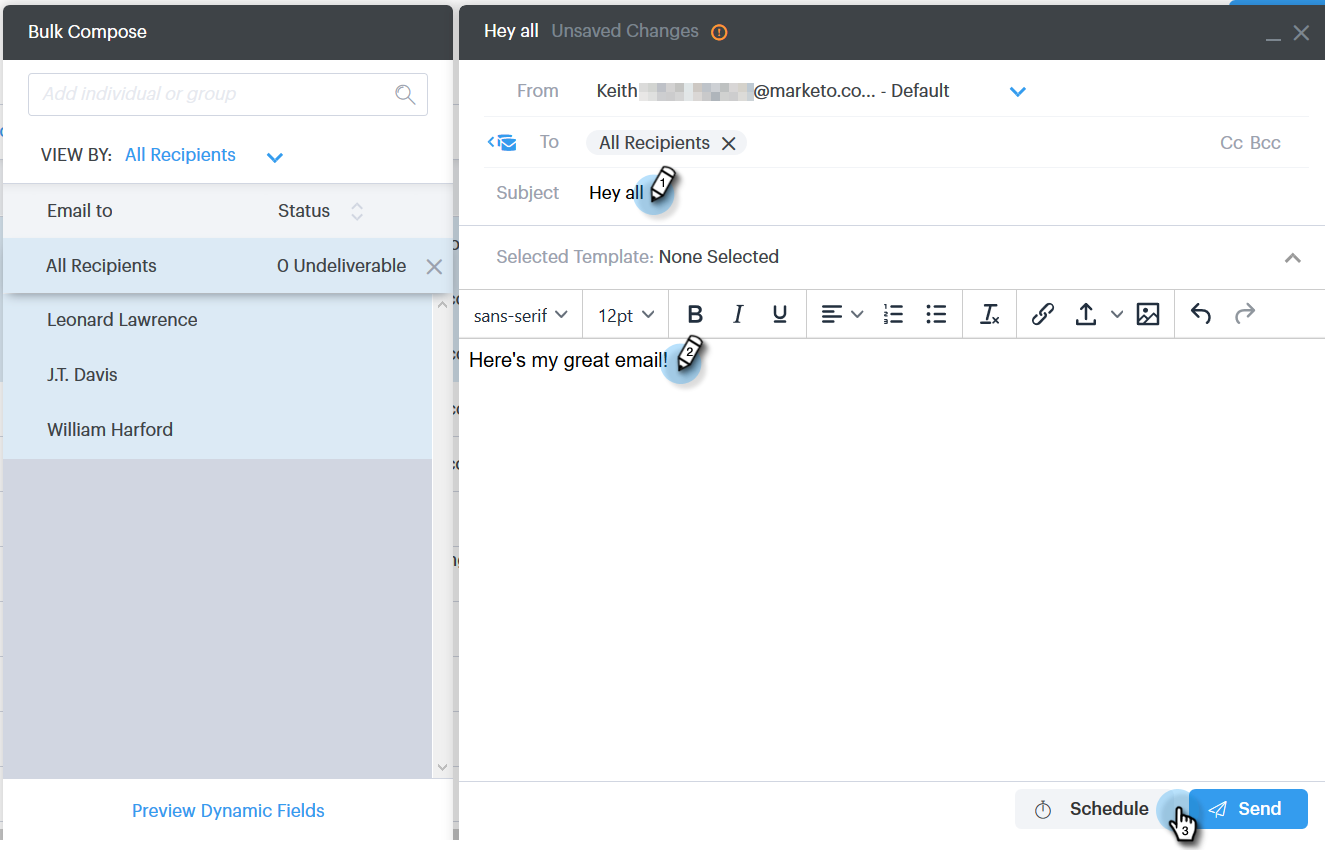 Bulk Compose
Add individual or group
VIEW BY: All Recipients
Email to Status
All Recipients 0 Undeliverable
Leonard Lawrence
J.T. Davis
William Harford
Preview Dynamic Fields
Hey all Unsaved Changes
From Keith @marketo.co... - Default
To All Recipients Cc Bcc
Subject Hey all 1
Selected Template: None Selected
sans-serif 12pt B I U
Here's my great email! 2
Schedule 3 Send